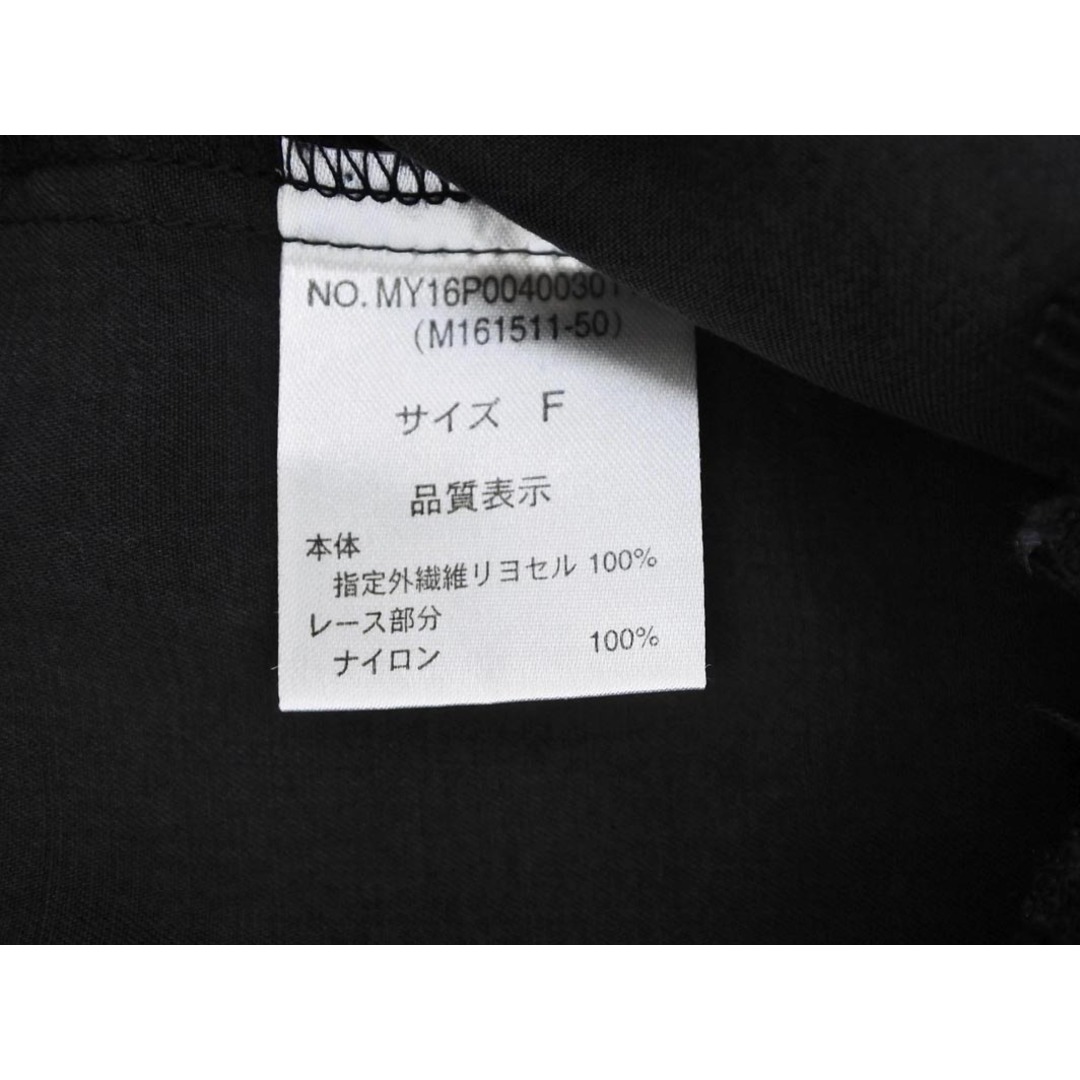 NO. MY16P00400301
(M161511-50)
サイズ F
品質表示
本体
指定外繊維リヨセル 100%
レース部分
ナイロン 100%